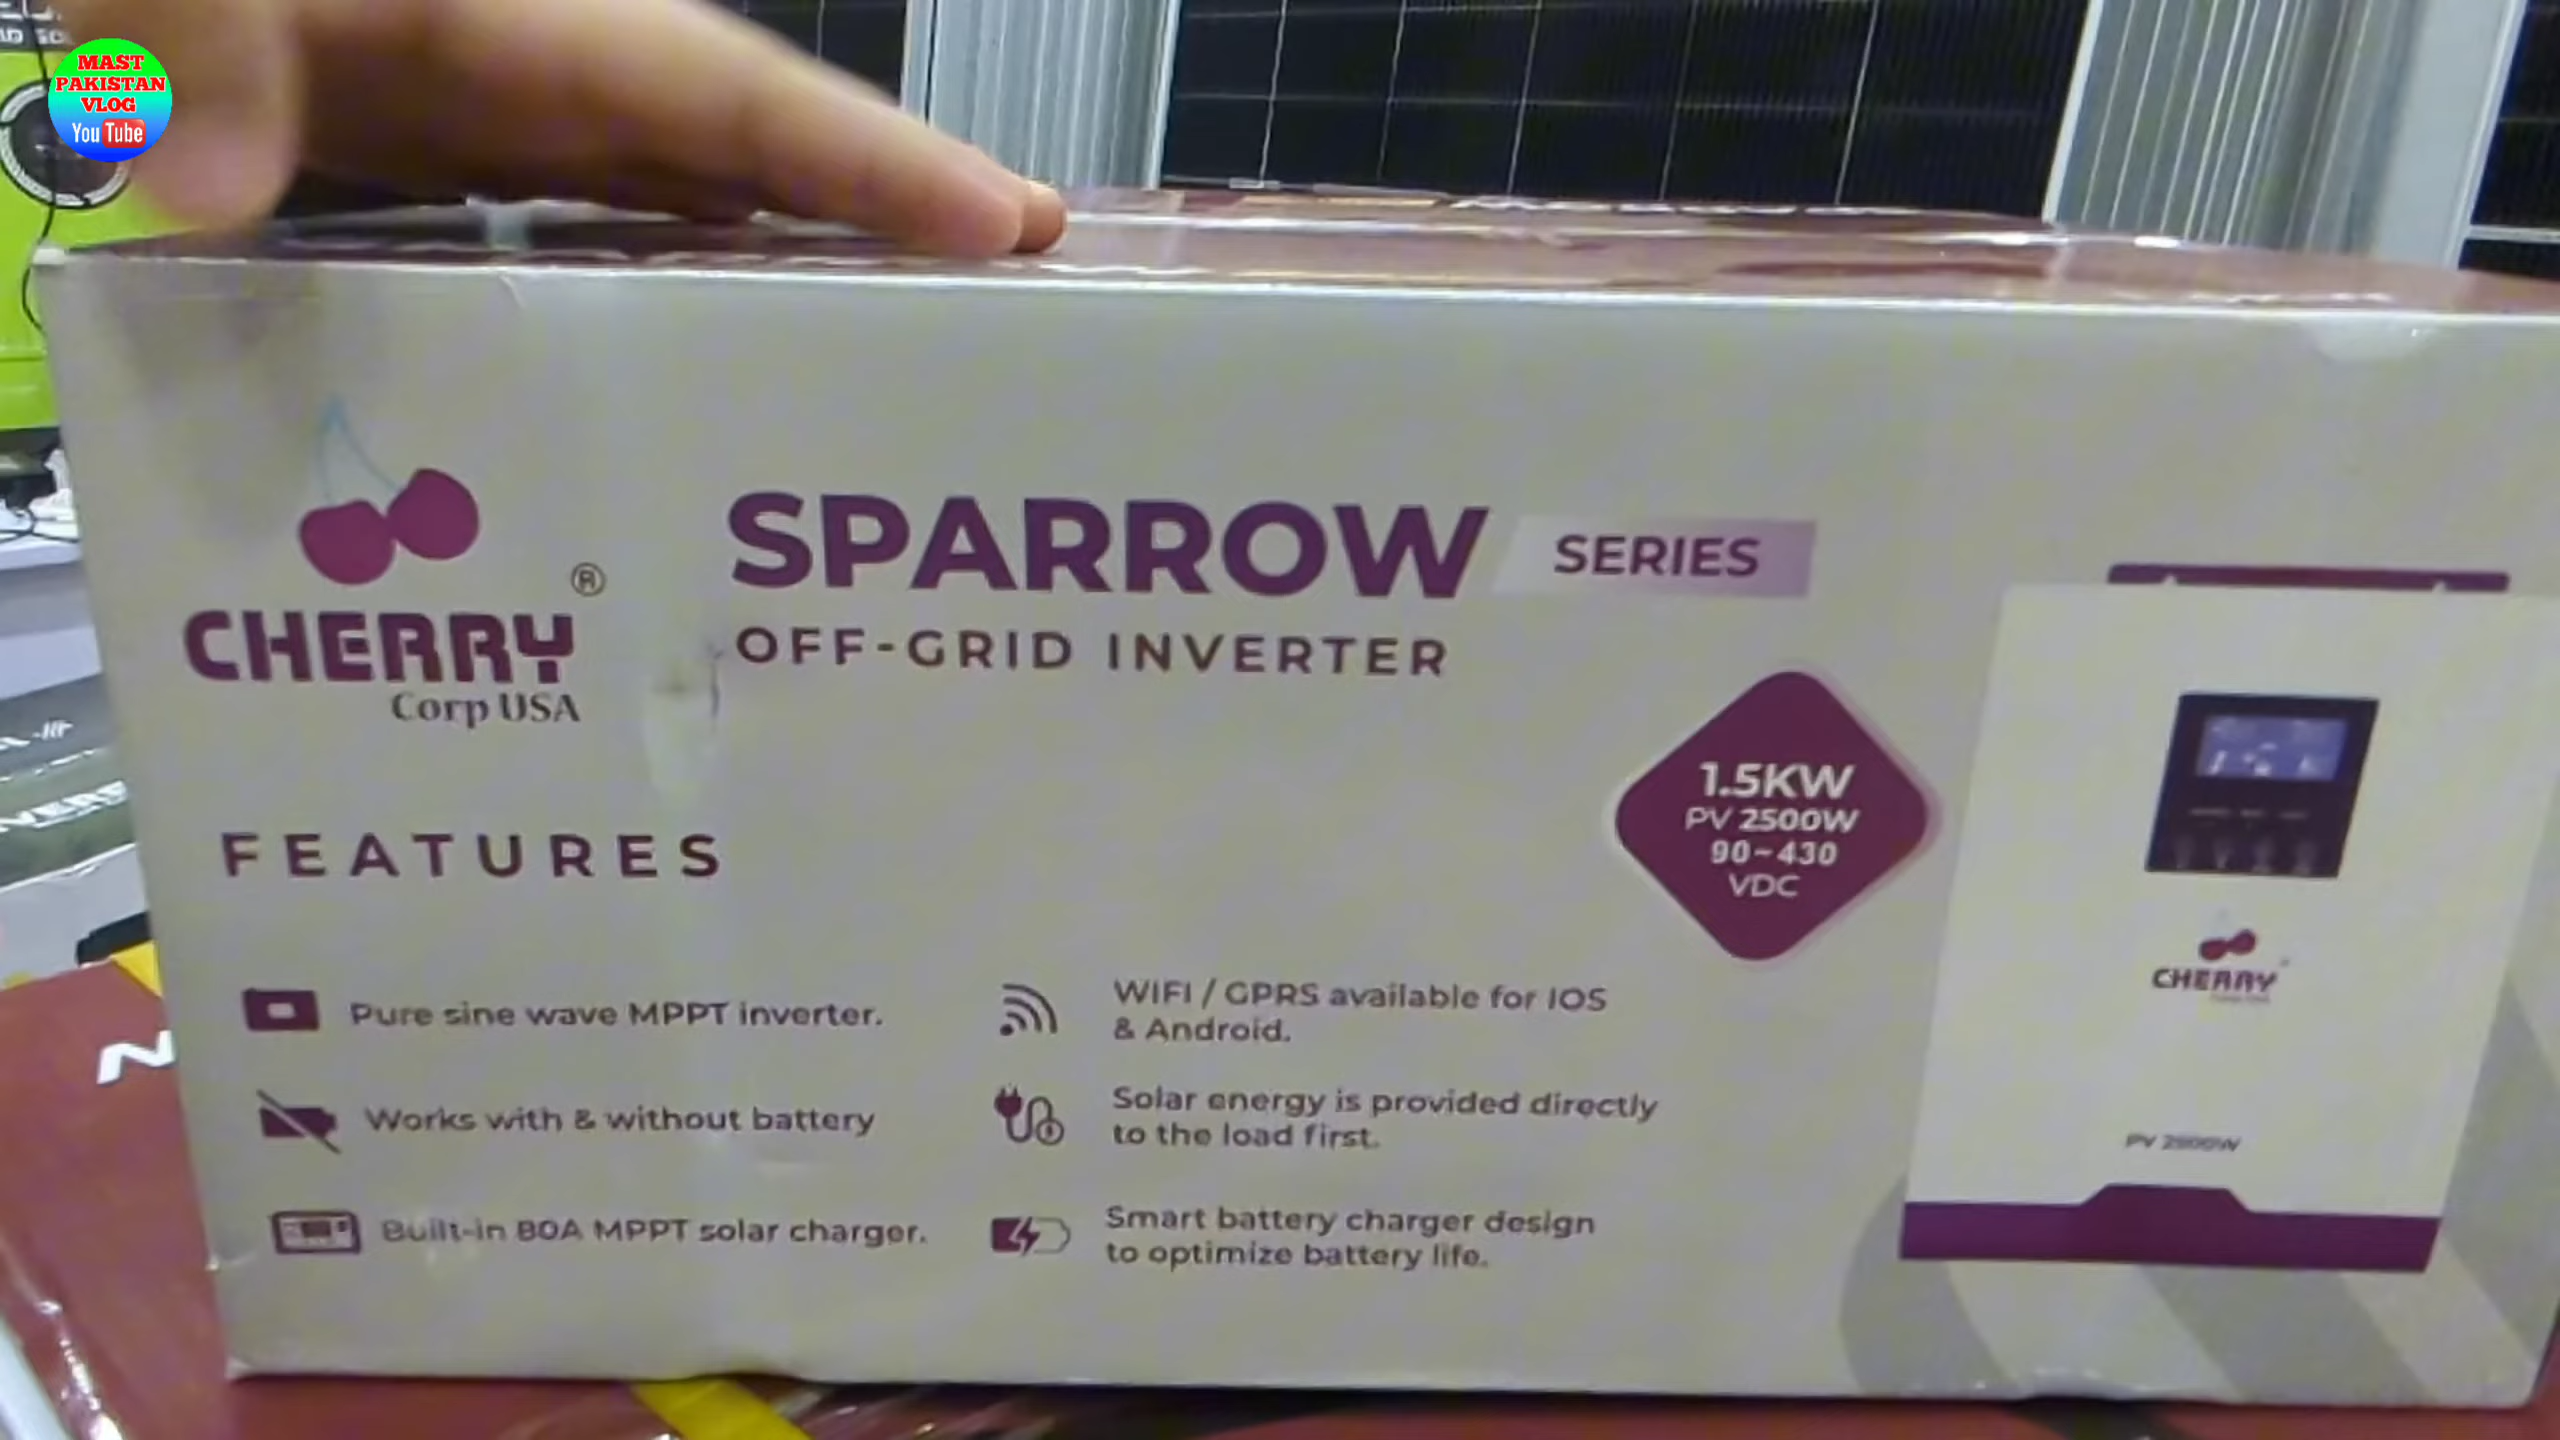 MAST
PAKISTAN
VLOG
YouTube
CHERRY ®
Corp USA
SPARROW SERIES
OFF-GRID INVERTER
1.5KW
PV 2500W
90~430
VDC
FEATURES
Pure sine wave MPPT inverter.
Works with & without battery
Built-in 80A MPPT solar charger.
WIFI / GPRS available for IOS
& Android.
Solar energy is provided directly
to the load first.
Smart battery charger design
to optimize battery life.
CHERRY
PV 2500W